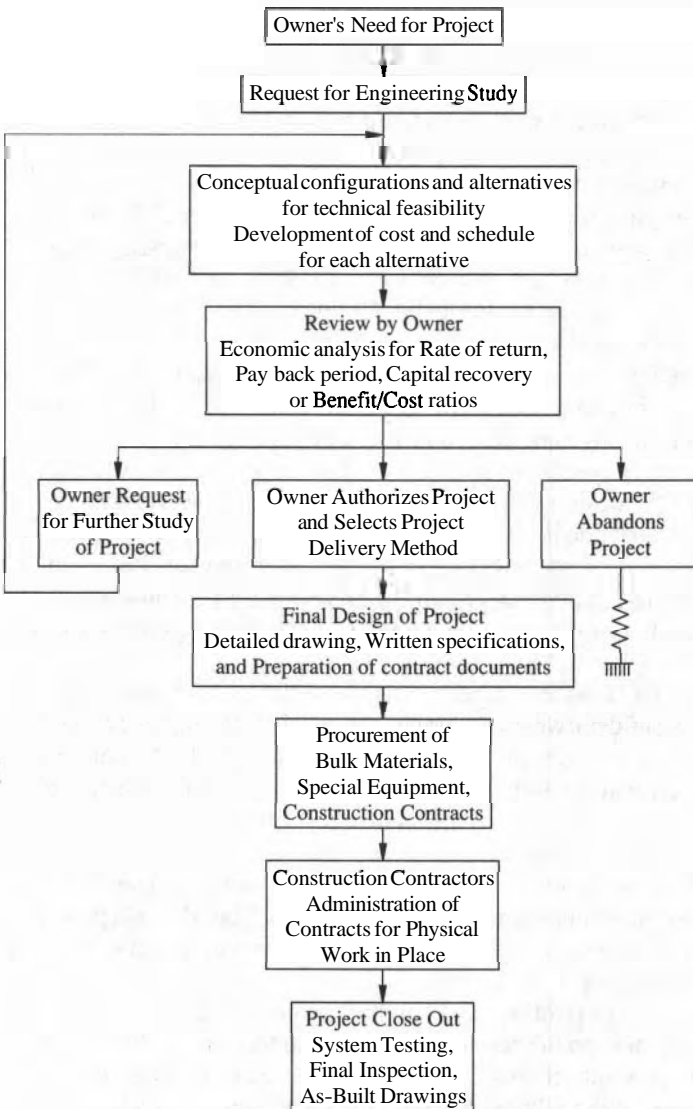 Owner's Need for Project
Request for Engineering Study
Conceptual configurations and alternatives
for technical feasibility
Development of cost and schedule
for each alternative
Review by Owner
Economic analysis for Rate of return,
Pay back period, Capital recovery
or Benefit/Cost ratios
Owner Request
for Further Study
of Project
Owner Authorizes Project
and Selects Project
Delivery Method
Owner
Abandons
Project
Final Design of Project
Detailed drawing, Written specifications,
and Preparation of contract documents
Procurement of
Bulk Materials,
Special Equipment,
Construction Contracts
Construction Contractors
Administration of
Contracts for Physical
Work in Place
Project Close Out
System Testing,
Final Inspection,
As-Built Drawings